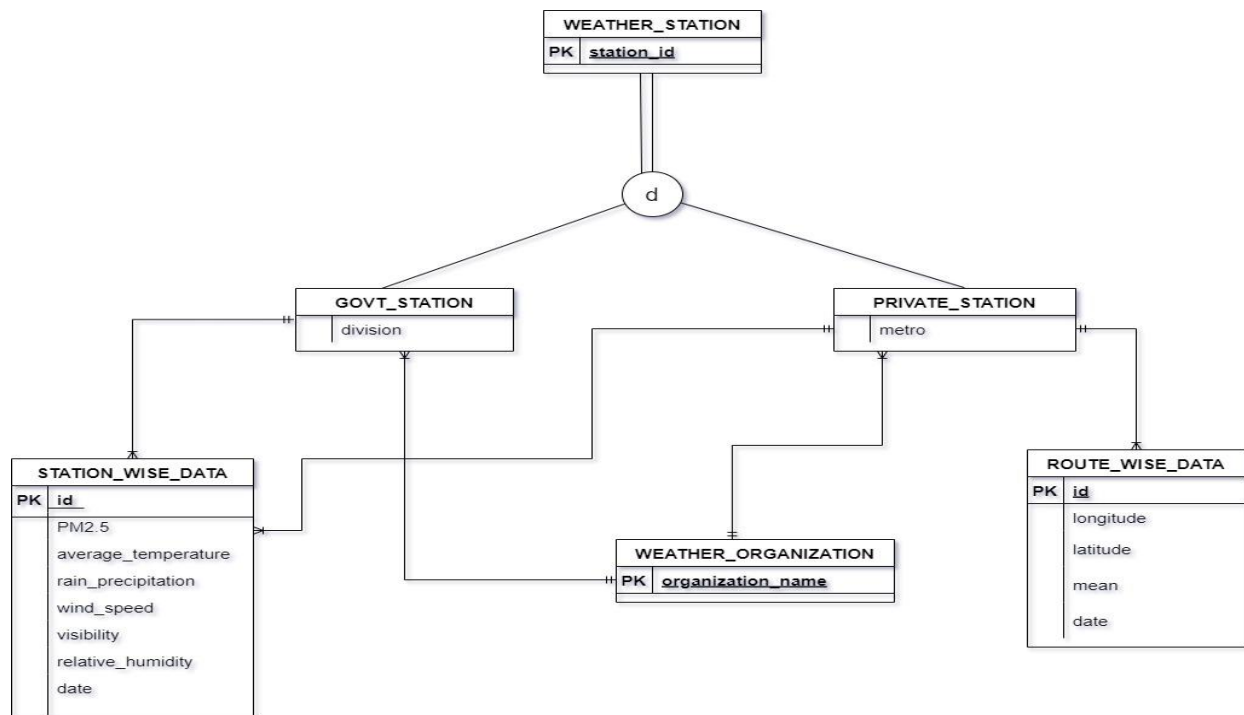 WEATHER_STATION
PK station_id
d
GOVT_STATION
division
PRIVATE_STATION
metro
STATION_WISE_DATA
PK id
PM2.5
average_temperature
rain_precipitation
wind_speed
visibility
relative_humidity
date
WEATHER_ORGANIZATION
PK organization_name
ROUTE_WISE_DATA
PK id
longitude
latitude
mean
date